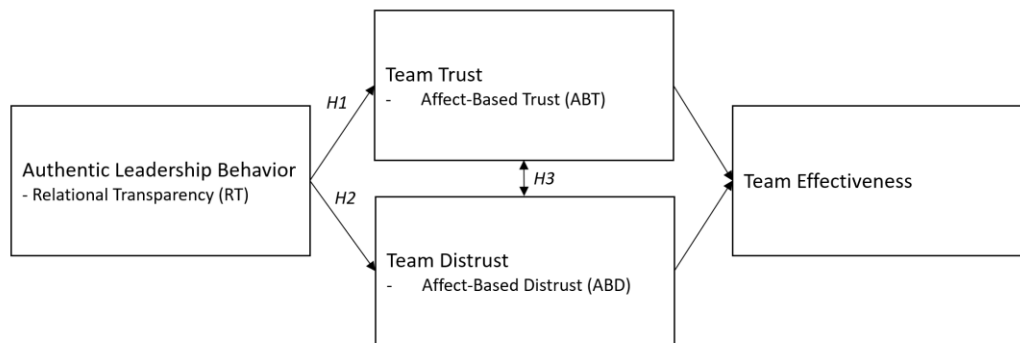 Team Trust
- Affect-Based Trust (ABT)
H1
Authentic Leadership Behavior
- Relational Transparency (RT)
H3
Team Effectiveness
H2
Team Distrust
- Affect-Based Distrust (ABD)